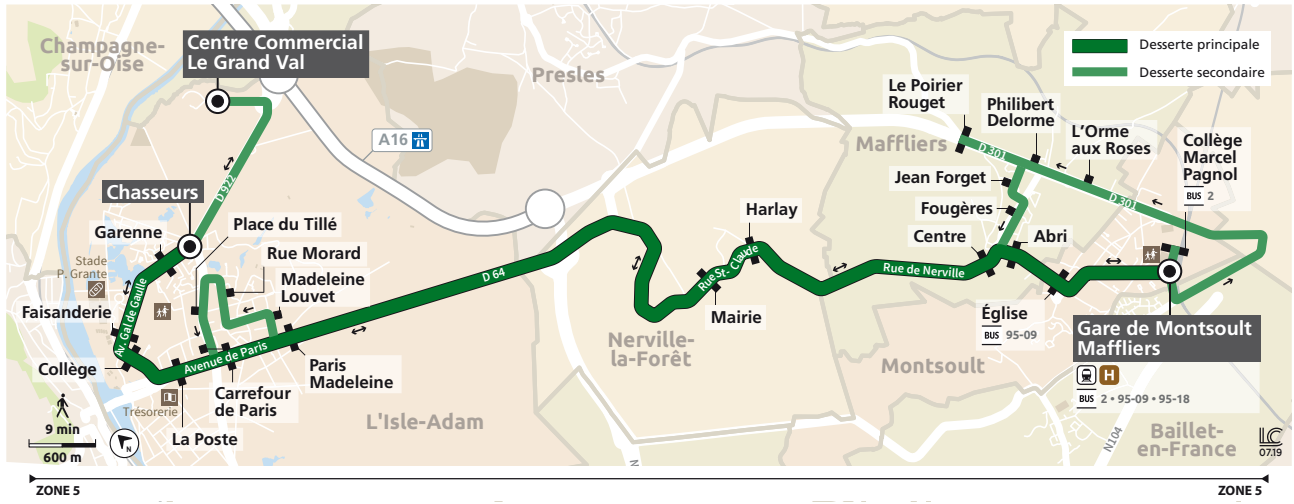 Champagne-
sur-Oise
Centre Commercial
Le Grand Val
Presles
Desserte principale
Desserte secondaire
A16
Le Poirier
Rouget
Philibert
Delorme
L'Orme
aux Roses
Collège
Marcel
Pagnol
BUS 2
Maffliers
D 301
D 301
Jean Forget
Fougères
Chasseurs
D 922
Garenne
Place du Tillé
Rue Morard
Madeleine
Louvet
Stade
P. Grante
Av. Gal de Gaulle
Faisanderie
Collège
Harlay
Centre
Abri
D 64
Rue St- Claude
Rue de Nerville
Mairie
Église
BUS 95-09
Gare de Montsoult
Maffliers
H
BUS 2 • 95-09 • 95-18
Nerville-
la-Forêt
Montsoult
Avenue de Paris
Paris
Madeleine
Carrefour
de Paris
Trésorerie
La Poste
L'Isle-Adam
9 min
600 m
N
N
N104
Baillet-
en-France
LC
07.19
ZONE 5
ZONE 5